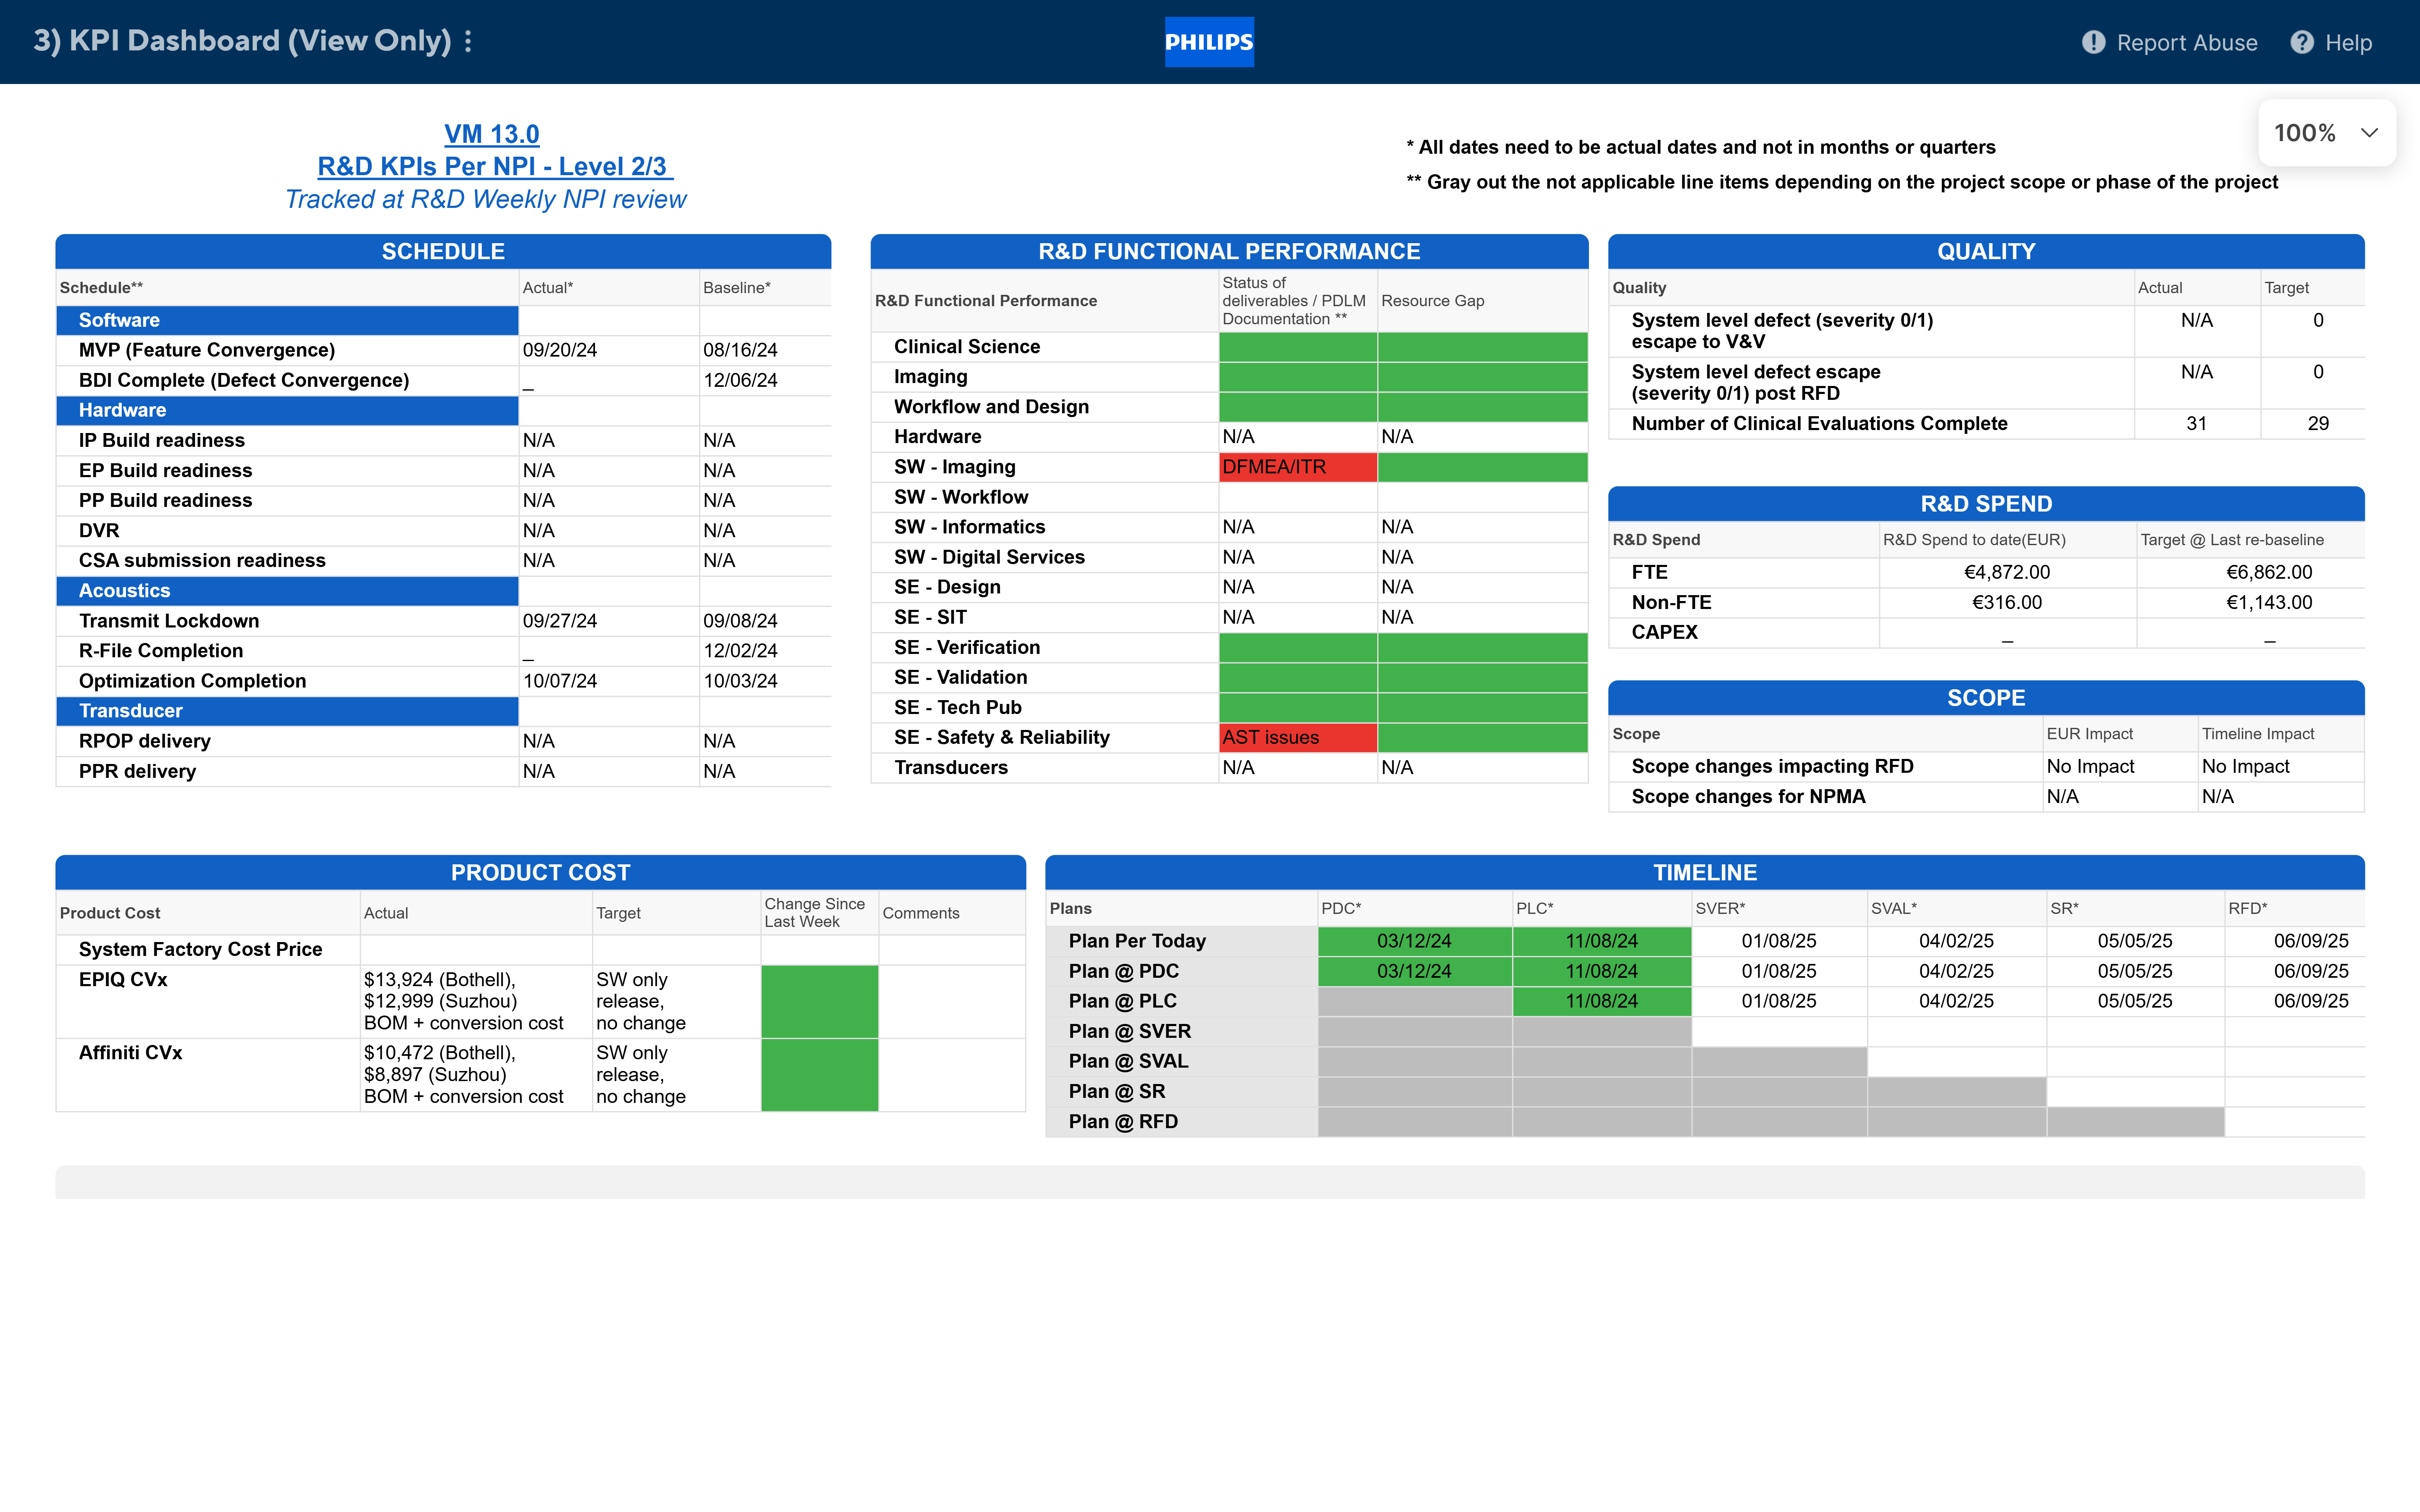 3) KPI Dashboard (View Only)
PHILIPS
Report Abuse
Help
100%
VM 13.0
R&D KPIs Per NPI - Level 2/3
Tracked at R&D Weekly NPI review
* All dates need to be actual dates and not in months or quarters
** Gray out the not applicable line items depending on the project scope or phase of the project
SCHEDULE
Schedule** Actual* Baseline*
Software
MVP (Feature Convergence) 09/20/24 08/16/24
BDI Complete (Defect Convergence) _ 12/06/24
Hardware
IP Build readiness N/A N/A
EP Build readiness N/A N/A
PP Build readiness N/A N/A
DVR N/A N/A
CSA submission readiness N/A N/A
Acoustics
Transmit Lockdown 09/27/24 09/08/24
R-File Completion _ 12/02/24
Optimization Completion 10/07/24 10/03/24
Transducer
RPOP delivery N/A N/A
PPR delivery N/A N/A
R&D FUNCTIONAL PERFORMANCE
R&D Functional Performance
Status of
deliverables / PDLM
Documentation **
Resource Gap
Clinical Science
Imaging
Workflow and Design
Hardware N/A N/A
SW - Imaging DFMEA/ITR
SW - Workflow
SW - Informatics N/A N/A
SW - Digital Services N/A N/A
SE - Design N/A N/A
SE - SIT N/A N/A
SE - Verification
SE - Validation
SE - Tech Pub
SE - Safety & Reliability AST issues
Transducers N/A N/A
QUALITY
Quality Actual Target
System level defect (severity 0/1) N/A 0
escape to V&V
System level defect escape N/A 0
(severity 0/1) post RFD
Number of Clinical Evaluations Complete 31 29
R&D SPEND
R&D Spend R&D Spend to date(EUR) Target @ Last re-baseline
FTE €4,872.00 €6,862.00
Non-FTE €316.00 €1,143.00
CAPEX _ _
SCOPE
Scope EUR Impact Timeline Impact
Scope changes impacting RFD No Impact No Impact
Scope changes for NPMA N/A N/A
PRODUCT COST
Product Cost Actual Target Change Since Comments
Last Week
System Factory Cost Price
EPIQ CVx $13,924 (Bothell), SW only
$12,999 (Suzhou) release,
BOM + conversion cost no change
Affiniti CVx $10,472 (Bothell), SW only
$8,897 (Suzhou) release,
BOM + conversion cost no change
TIMELINE
Plans PDC* PLC* SVER* SVAL* SR* RFD*
Plan Per Today 03/12/24 11/08/24 01/08/25 04/02/25 05/05/25 06/09/25
Plan @ PDC 03/12/24 11/08/24 01/08/25 04/02/25 05/05/25 06/09/25
Plan @ PLC 11/08/24 01/08/25 04/02/25 05/05/25 06/09/25
Plan @ SVER
Plan @ SVAL
Plan @ SR
Plan @ RFD